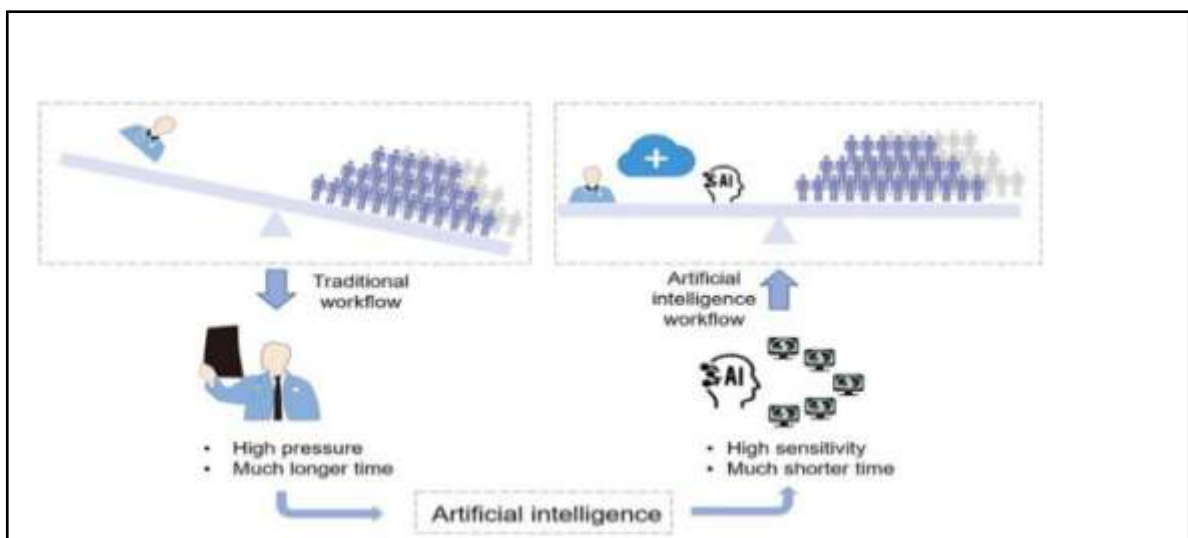 AI
Traditional
workflow
Artificial
intelligence
workflow
AI
• High pressure
• Much longer time
• High sensitivity
• Much shorter time
Artificial intelligence